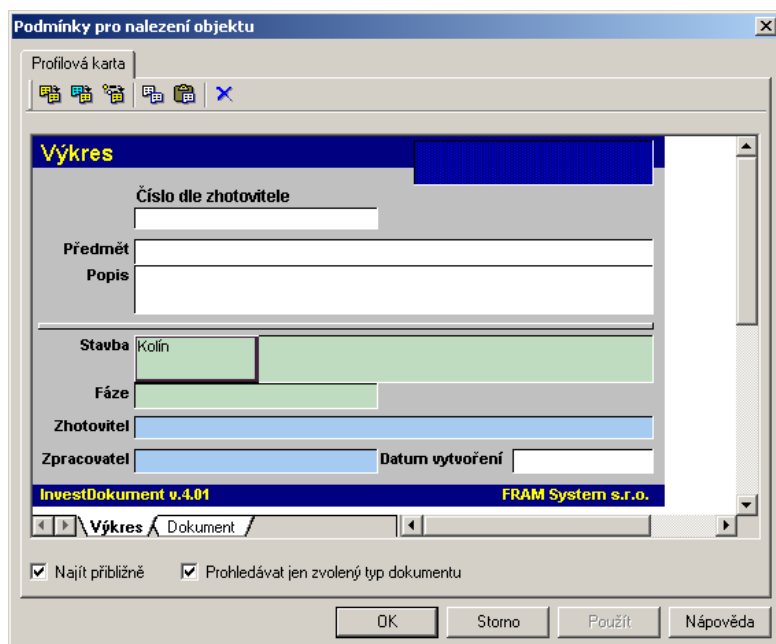 Podmínky pro nalezení objektu
Profilová karta
Výkres
Číslo dle zhotovitele
Předmět
Popis
Stavba Kolín
Fáze
Zhotovitel
Zpracovatel Datum vytvoření
InvestDokument v.4.01 FRAM System s.r.o.
Výkres Dokument
Najít přibližně Prohledávat jen zvolený typ dokumentu
OK Storno Použít Nápověda